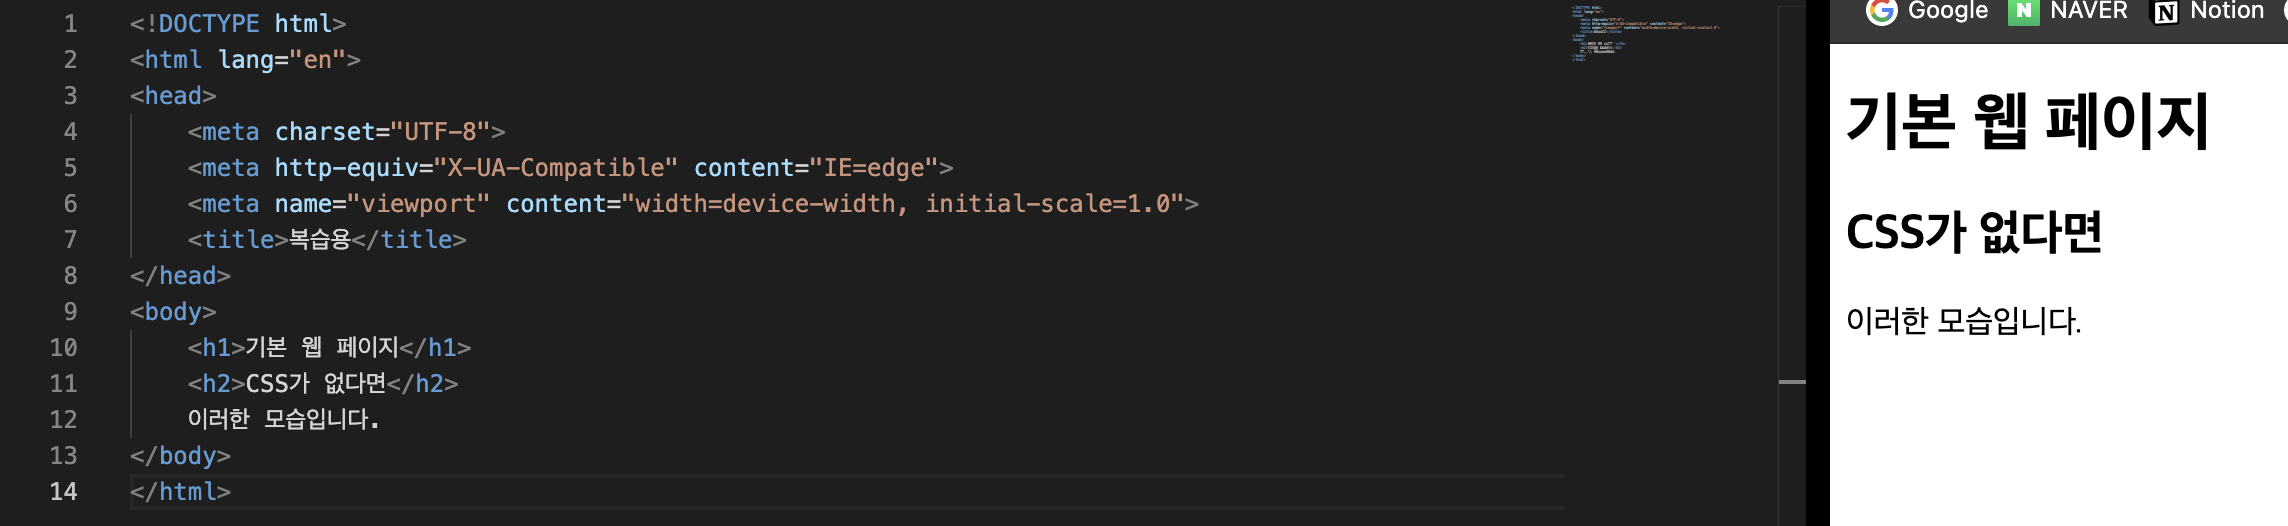 1 <!DOCTYPE html>
2 <html lang="en">
3 <head>
4 <meta charset="UTF-8">
5 <meta http-equiv="X-UA-Compatible" content="IE=edge">
6 <meta name="viewport" content="width=device-width, initial-scale=1.0">
7 <title>복습용</title>
8 </head>
9 <body>
10 <h1>기본 웹 페이지</h1>
11 <h2>CSS가 없다면</h2>
12 이러한 모습입니다.
13 </body>
14 </html>
Google N NAVER Notion
기본 웹 페이지
CSS가 없다면
이러한 모습입니다.